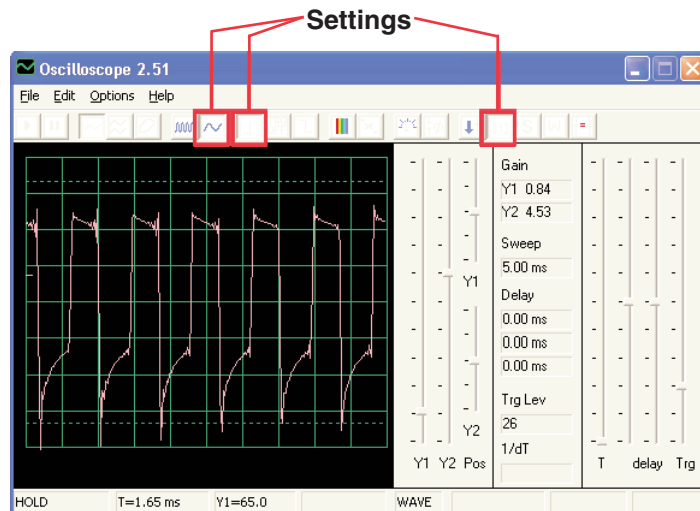 Settings
Oscilloscope 2.51
File Edit Options Help
Gain
Y1 0.84
Y2 4.53
Sweep
5.00 ms
Delay
0.00 ms
0.00 ms
0.00 ms
Trg Lev
26
1/dT
Y1
Y2
Y1 Y2 Pos
T delay Trg
HOLD T=1.65 ms Y1=65.0 WAVE